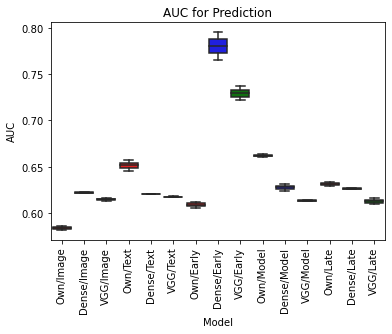 AUC for Prediction
0.80
0.75
0.70
0.65
0.60
AUC
Own/Image
Dense/Image
VGG/Image
Own/Text
Dense/Text
VGG/Text
Own/Early
Dense/Early
VGG/Early
Own/Model
Dense/Model
VGG/Model
Own/Late
Dense/Late
VGG/Late
Model